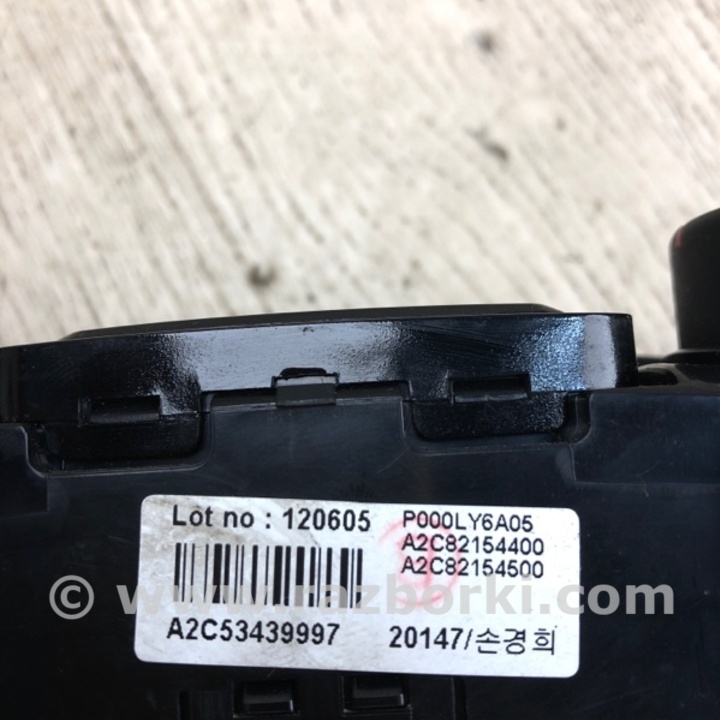 Lot no : 120605 P000LY6A05
A2C82154400
A2C82154500
© www.razborki.com
A2C53439997 20147/손경희